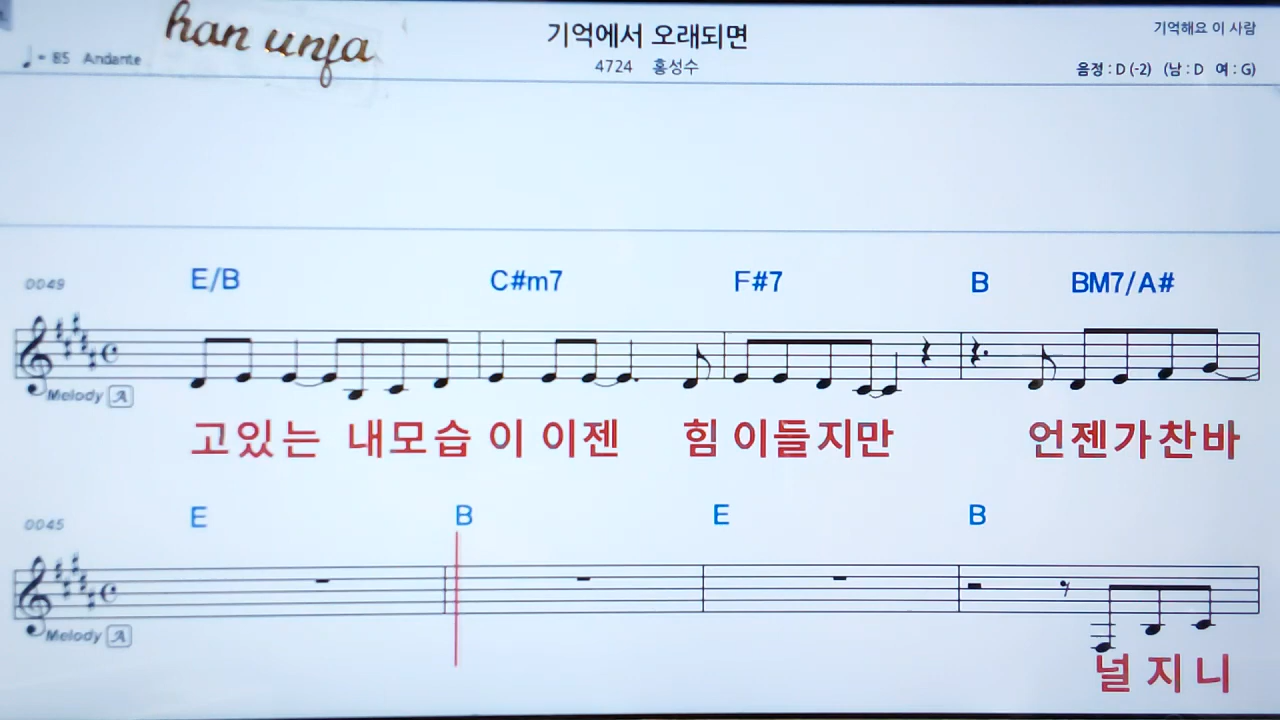 han unfa
♩ = 85 Andante
기억에서 오래되면
4724 홍성수
기억해요 이 사람
음정 : D (-2) (남 : D 여 : G)
0049
E/B C#m7 F#7 B BM7/A#
Melody A
고있는 내모습 이 이젠 힘 이들지만 언젠가찬바
0045
E B E B
Melody A
널 지 니